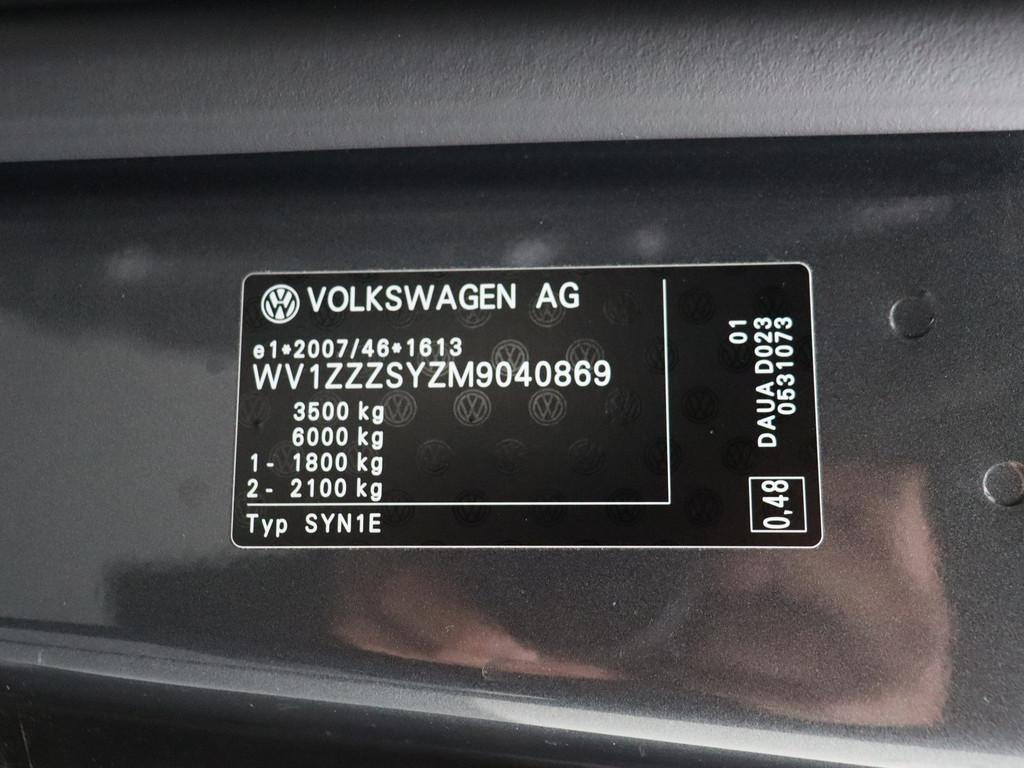 VOLKSWAGEN AG
e1*2007/46*1613
WV1ZZZSYZM9040869
3500 kg
6000 kg
1- 1800 kg
2- 2100 kg
Typ SYN1E
01
DAUA D023
0531073
0,48